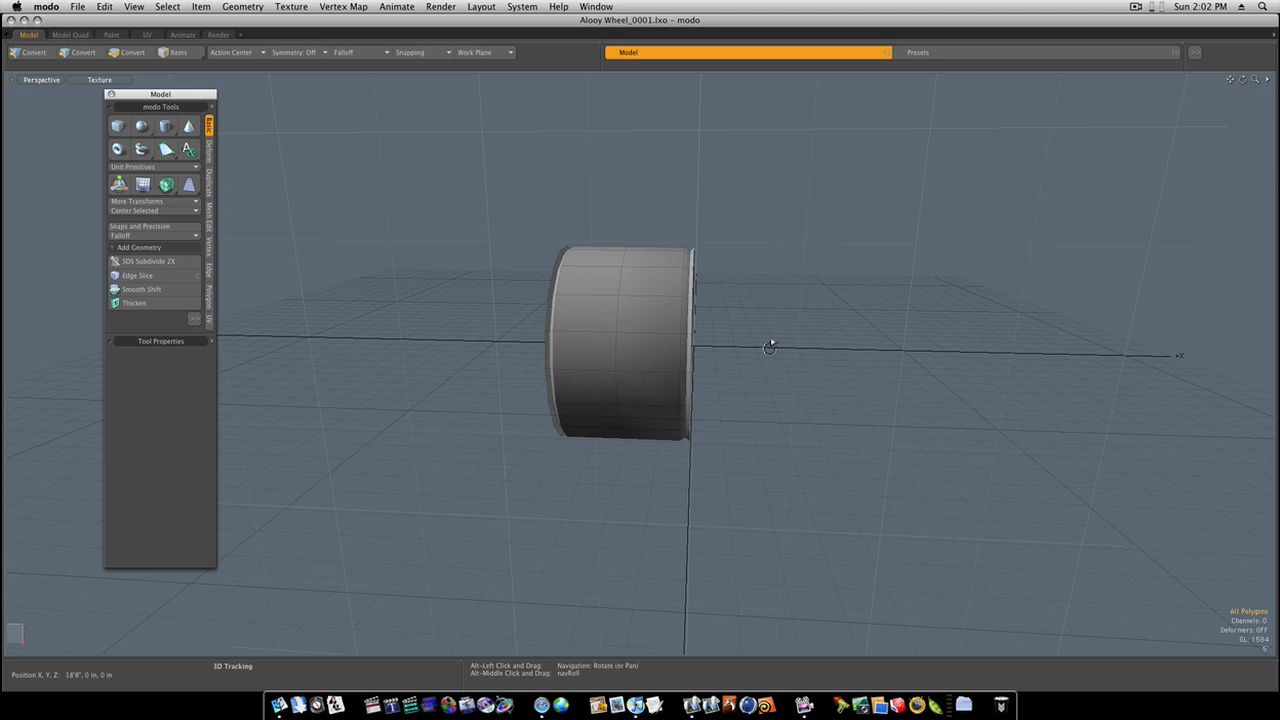 modo File Edit View Select Item Geometry Texture Vertex Map Animate Render Layout System Help Window Sun 2:02 PM
Alooy Wheel_0001.lxo - modo
Model Model Quad Paint UV Animate Render +
Convert Convert Convert Items Action Center Symmetry: Off Falloff Snapping Work Plane Model Presets >>
Perspective Texture
Model
modo Tools
Basic
Deform
Duplicate
Mesh Edit
Vertex
Edge
Polygon
UV
Unit Primitives
More Transforms
Center Selected
Snaps and Precision
Falloff
Add Geometry
SDS Subdivide 2X
Edge Slice
Smooth Shift
Thicken
>>
Tool Properties
+X
All Polygons
Channels: 0
Deformers: OFF
GL: 1584
6'
3D Tracking
Position X, Y, Z: 18'8", 0 in, 0 in
Alt-Left Click and Drag: Navigation: Rotate (or Pan)
Alt-Middle Click and Drag: navRoll